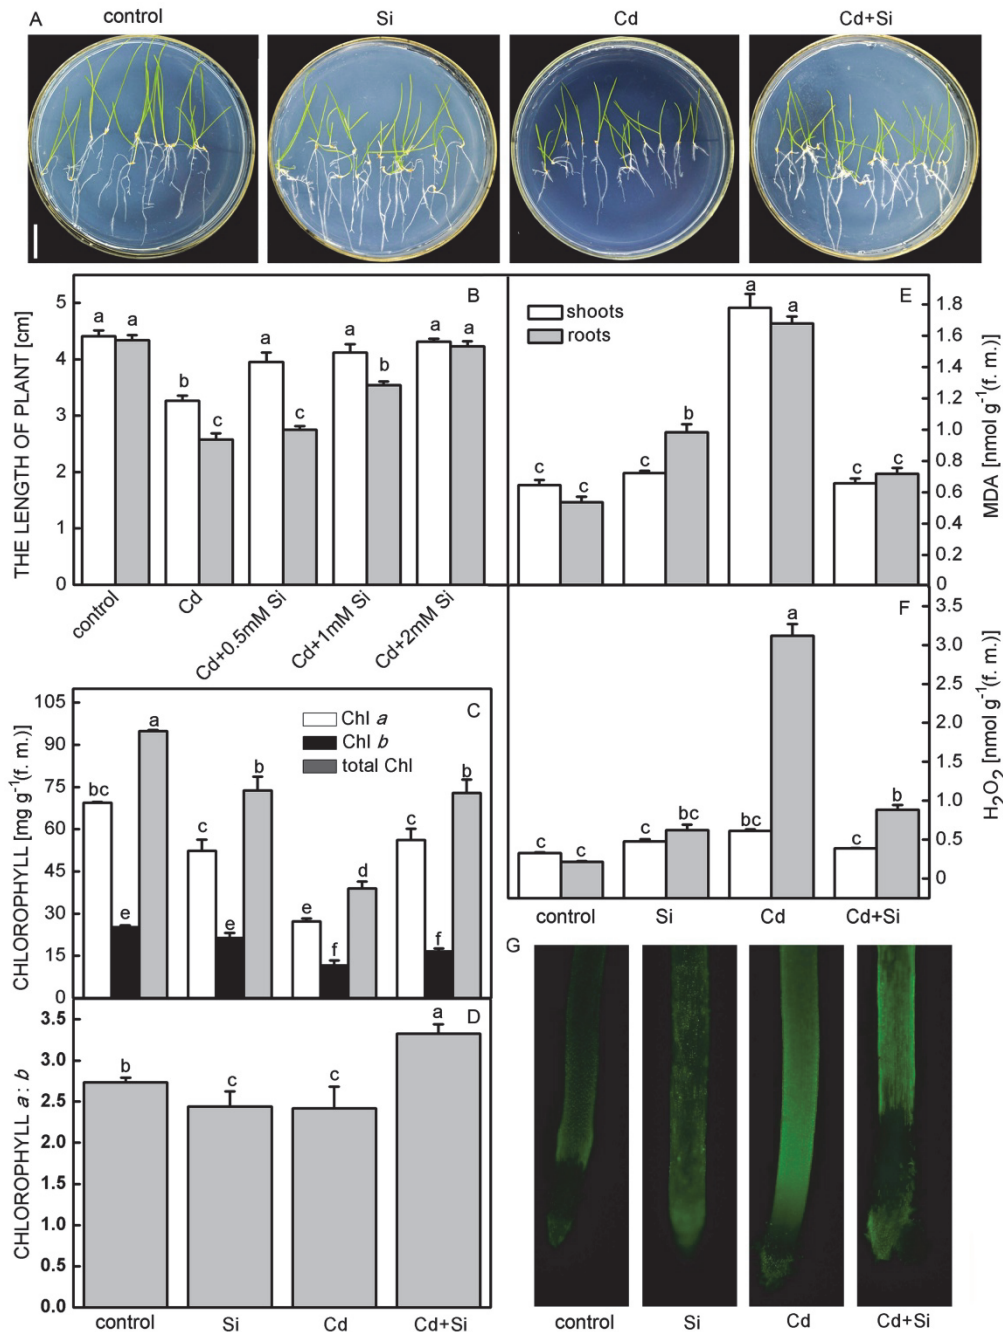 A
control
Si
Cd
Cd+Si
B
THE LENGTH OF PLANT [cm]
5
4
3
2
1
0
a a b c a c a b a a
control
Cd
Cd+0.5mM Si
Cd+1mM Si
Cd+2mM Si
E
shoots
roots
c c c b a a c c
1.8
1.6
1.4
1.2
1.0
0.8
0.6
0.4
0.2
0
MDA [nmol g⁻¹(f. m.)]
C
Chl a
Chl b
total Chl
CHLOROPHYLL [mg g⁻¹(f. m.)]
105
90
75
60
45
30
15
0
bc e a c e b e f d c f b
F
3.5
3.0
2.5
2.0
1.5
1.0
0.5
0
H₂O₂ [nmol g⁻¹(f. m.)]
c c c bc bc a c b
control Si Cd Cd+Si
D
CHLOROPHYLL a : b
3.5
3.0
2.5
2.0
1.5
1.0
0.5
0.0
b c c a
control Si Cd Cd+Si
G
control Si Cd Cd+Si